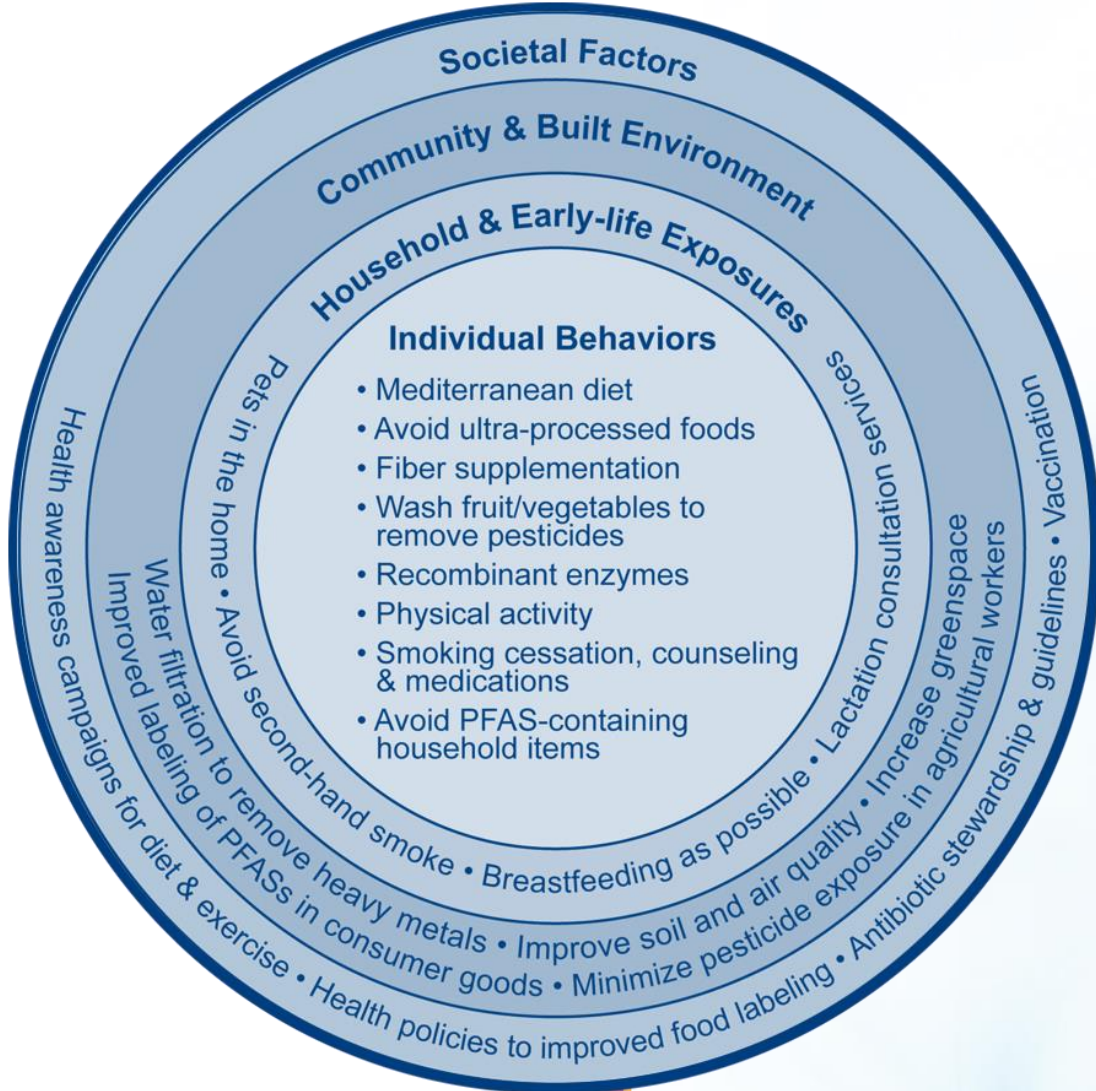 Societal Factors
Community & Built Environment
Household & Early-life Exposures
Individual Behaviors
• Mediterranean diet
• Avoid ultra-processed foods
• Fiber supplementation
• Wash fruit/vegetables to
remove pesticides
• Recombinant enzymes
• Physical activity
• Smoking cessation, counseling
& medications
• Avoid PFAS-containing
household items
Pets in the home • Avoid second-hand smoke • Breastfeeding as possible • Lactation consultation services
Water filtration to remove heavy metals • Improve soil and air quality • Increase greenspace
Improved labeling of PFASs in consumer goods • Minimize pesticide exposure in agricultural workers
Health awareness campaigns for diet & exercise • Health policies to improved food labeling • Antibiotic stewardship & guidelines • Vaccination